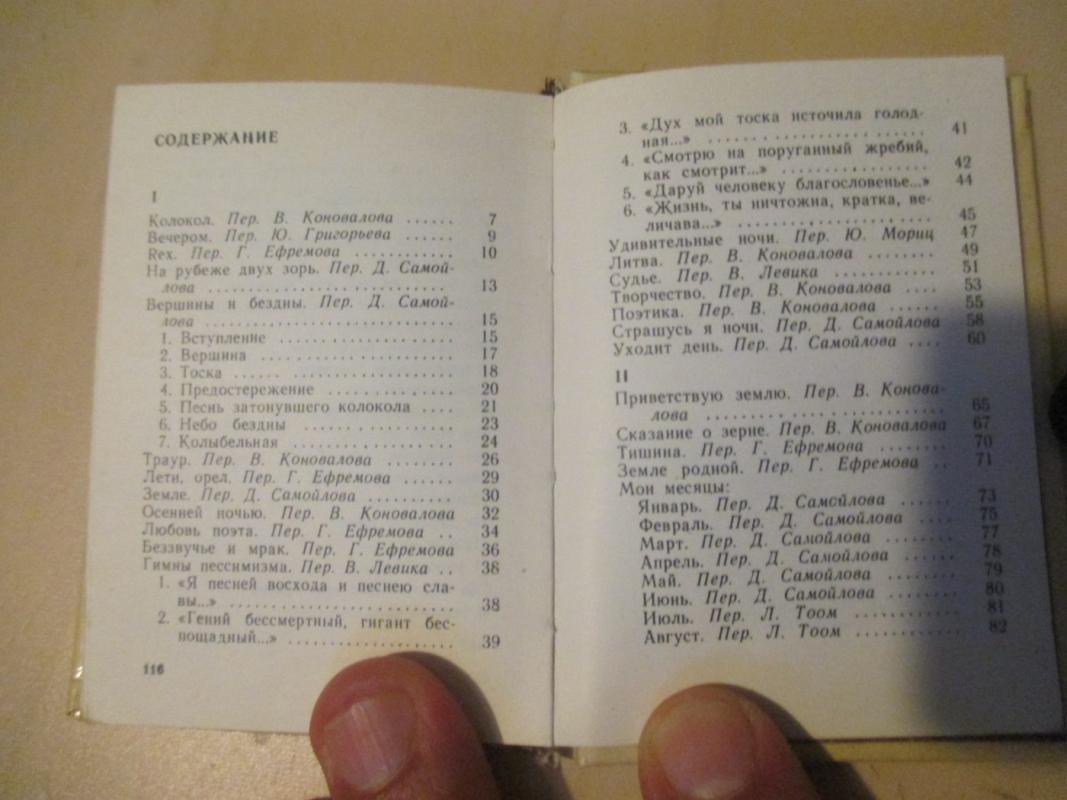 СОДЕРЖАНИЕ
I
Колокол. Пер. В. Коновалова ...... 7
Вечером. Пер. Ю. Григорьева ...... 9
Rex. Пер. Г. Ефремова ............ 10
На рубеже двух зорь. Пер. Д. Самой-
лова ............................ 13
Вершины и бездны. Пер. Д. Самой-
лова ............................ 15
1. Вступление .................. 15
2. Вершина .................... 17
3. Тоска ...................... 18
4. Предостережение ............ 20
5. Песнь затонувшего колокола .... 21
6. Небо бездны ................ 23
7. Колыбельная ................ 24
Траур. Пер. В. Коновалова ........ 26
Лети, орел. Пер. Г. Ефремова ...... 29
Земле. Пер. Д. Самойлова .......... 30
Осенней ночью. Пер. В. Коновалова 32
Любовь поэта. Пер. Г. Ефремова .. 34
Беззвучье и мрак. Пер. Г. Ефремова 36
Гимны пессимизма. Пер. В. Левика .. 38
1. «Я песней восхода и песнею сла-
вы...» ........................ 38
2. «Гений бессмертный, гигант бес-
пощадный...» .................. 39
116
3. «Дух мой тоска источила голод-
ная...» ........................ 41
4. «Смотрю на поруганный жребий,
как смотрит...» ................ 42
5. «Даруй человеку благословенье...» 44
6. «Жизнь, ты ничтожна, кратка, ве-
личава...» .................... 45
Удивительные ночи. Пер. Ю. Мориц 47
Литва. Пер. В. Коновалова ........ 49
Судье. Пер. В. Левика ............ 51
Творчество. Пер. В. Коновалова .... 53
Поэтика. Пер. В. Коновалова ...... 55
Страшусь я ночи. Пер. Д. Самойлова 58
Уходит день. Пер. Д. Самойлова .... 60
II
Приветствую землю. Пер. В. Конова-
лова .......................... 65
Сказание о зерне. Пер. В. Коновалова 67
Тишина. Пер. Г. Ефремова ........ 70
Земле родной. Пер. Г. Ефремова .. 71
Мои месяцы:
Январь. Пер. Д. Самойлова ...... 73
Февраль. Пер. Д. Самойлова .... 75
Март. Пер. Д. Самойлова ........ 77
Апрель. Пер. Д. Самойлова ...... 78
Май. Пер. Д. Самойлова ........ 79
Июнь. Пер. Д. Самойлова ........ 80
Июль. Пер. Л. Тоом ............ 81
Август. Пер. Л. Тоом .......... 82